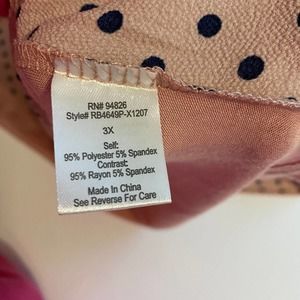 RN# 94826
Style# RB4649P-X1207
3X
Self:
95% Polyester 5% Spandex
Contrast:
95% Rayon 5% Spandex
Made In China
See Reverse For Care